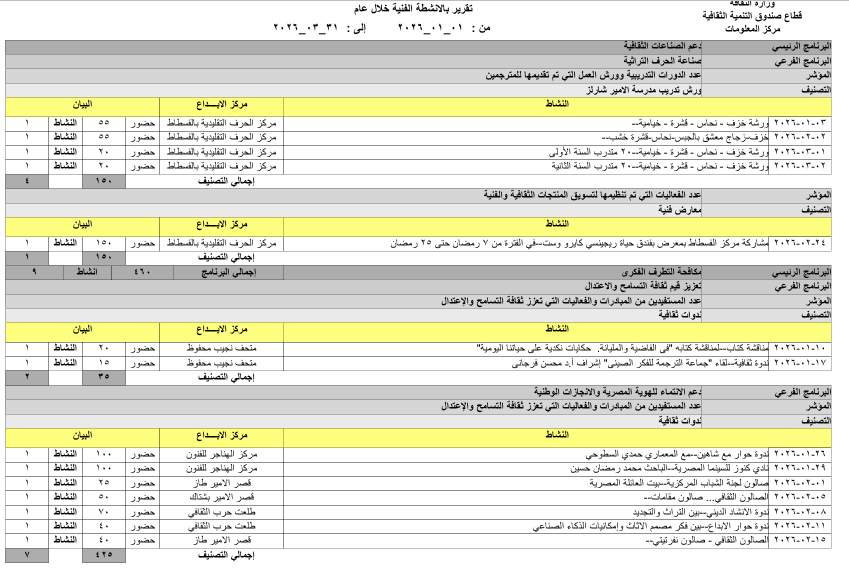 وزارة الثقافة
قطاع صندوق التنمية الثقافية
مركز المعلومات
تقرير بالانشطة الفنية خلال عام
من : ٢٠٢٦_٠١_٠١ إلى : ٢٠٢٦_٠٣_٣١
البرنامج الرئيسي دعم الصناعات الثقافية
البرنامج الفرعي صناعة الحرف التراثية
المؤشر عدد الدورات التدريبية وورش العمل التي تم تقديمها للمترجمين
التصنيف ورش تدريب مدرسة الامير شارلز
النشاط مركز الابـــداع البيان
٢٠٢٦-٠١-٠٣ ورشة خزف - نحاس - قشرة - خيامية-- مركز الحرف التقليدية بالفسطاط حضور ٥٥ النشاط ١
٢٠٢٦-٠٢-٠٢ خزف-زجاج معشق بالجبس-نحاس-قشرة خشب-- مركز الحرف التقليدية بالفسطاط حضور ٥٥ النشاط ١
٢٠٢٦-٠٣-٠١ ورشة خزف - نحاس - قشرة - خيامية--٢٠ متدرب السنة الأولى مركز الحرف التقليدية بالفسطاط حضور ٢٠ النشاط ١
٢٠٢٦-٠٣-٠٢ ورشة خزف - نحاس - قشرة - خيامية--٢٠ متدرب السنة الثانية مركز الحرف التقليدية بالفسطاط حضور ٢٠ النشاط ١
إجمالي التصنيف ١٥٠ ٤
المؤشر عدد الفعاليات التي تم تنظيمها لتسويق المنتجات الثقافية والفنية
التصنيف معارض فنية
النشاط مركز الابـــداع البيان
٢٠٢٦-٠٢-٢٤ مشاركة مركز الفسطاط بمعرض بفندق حياة ريجينسي كايرو وست--في الفترة من ٧ رمضان حتى ٢٥ رمضان مركز الحرف التقليدية بالفسطاط حضور ١٥٠ النشاط ١
إجمالي التصنيف ١٥٠ ١
البرنامج الرئيسي مكافحة التطرف الفكرى إجمالي البرنامج ٤٦٠ انشاط ٩
البرنامج الفرعي تعزيز قيم ثقافة التسامح والاعتدال
المؤشر عدد المستفيدين من المبادرات والفعاليات التي تعزز ثقافة التسامح والإعتدال
التصنيف ندوات ثقافية
النشاط مركز الابـــداع البيان
٢٠٢٦-٠١-١٠ مناقشة كتاب--لمناقشة كتابه "فى الفاضية والمليانة. حكايات نكدية على حياتنا اليومية" متحف نجيب محفوظ حضور ٢٠ النشاط ١
٢٠٢٦-٠١-١٧ ندوة ثقافية--لقاء "جماعة الترجمة للفكر الصينى" إشراف أ.د محسن فرجانى متحف نجيب محفوظ حضور ١٥ النشاط ١
إجمالي التصنيف ٣٥ ٢
البرنامج الفرعي دعم الانتماء للهوية المصرية والانجازات الوطنية
المؤشر عدد المستفيدين من المبادرات والفعاليات التي تعزز ثقافة التسامح والإعتدال
التصنيف ندوات ثقافية
النشاط مركز الابـــداع البيان
٢٠٢٦-٠١-٢٦ ندوة حوار مع شاهين--مع المعماري حمدي السطوحي مركز الهناجر للفنون حضور ١٠٠ النشاط ١
٢٠٢٦-٠١-٢٩ نادي كنوز للسينما المصرية--الباحث محمد رمضان حسين مركز الهناجر للفنون حضور ١٠٠ النشاط ١
٢٠٢٦-٠٢-٠١ صالون لجنة الشباب المركزية--بيت العائلة المصرية قصر الامير طاز حضور ٢٥ النشاط ١
٢٠٢٦-٠٢-٠٥ الصالون الثقافي... صالون مقامات-- قصر الامير بشتاك حضور ٥٠ النشاط ١
٢٠٢٦-٠٢-٠٨ ندوة الانشاد الديني--بين التراث والتجديد طلعت حرب الثقافي حضور ٧٠ النشاط ١
٢٠٢٦-٠٢-١١ ندوة حوار الابداع--بين فكر مصمم الاثاث وإمكانيات الذكاء الصناعي طلعت حرب الثقافي حضور ٤٠ النشاط ١
٢٠٢٦-٠٢-١٥ الصالون الثقافي - صالون نفرتيتي-- قصر الامير طاز حضور ٤٠ النشاط ١
إجمالي التصنيف ٤٢٥ ٧